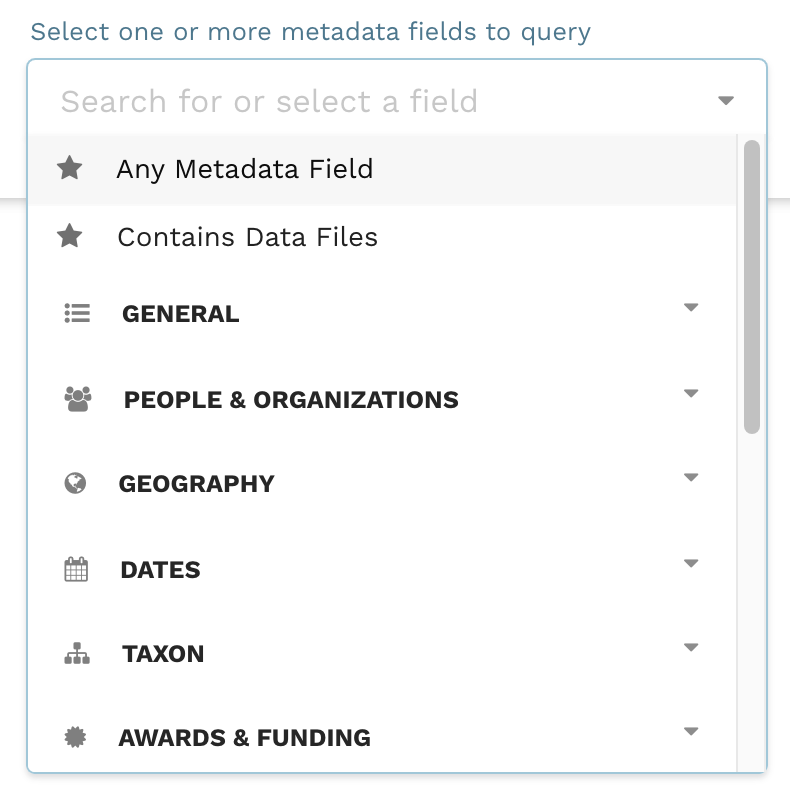 Select one or more metadata fields to query
Search for or select a field
Any Metadata Field
Contains Data Files
GENERAL
PEOPLE & ORGANIZATIONS
GEOGRAPHY
DATES
TAXON
AWARDS & FUNDING